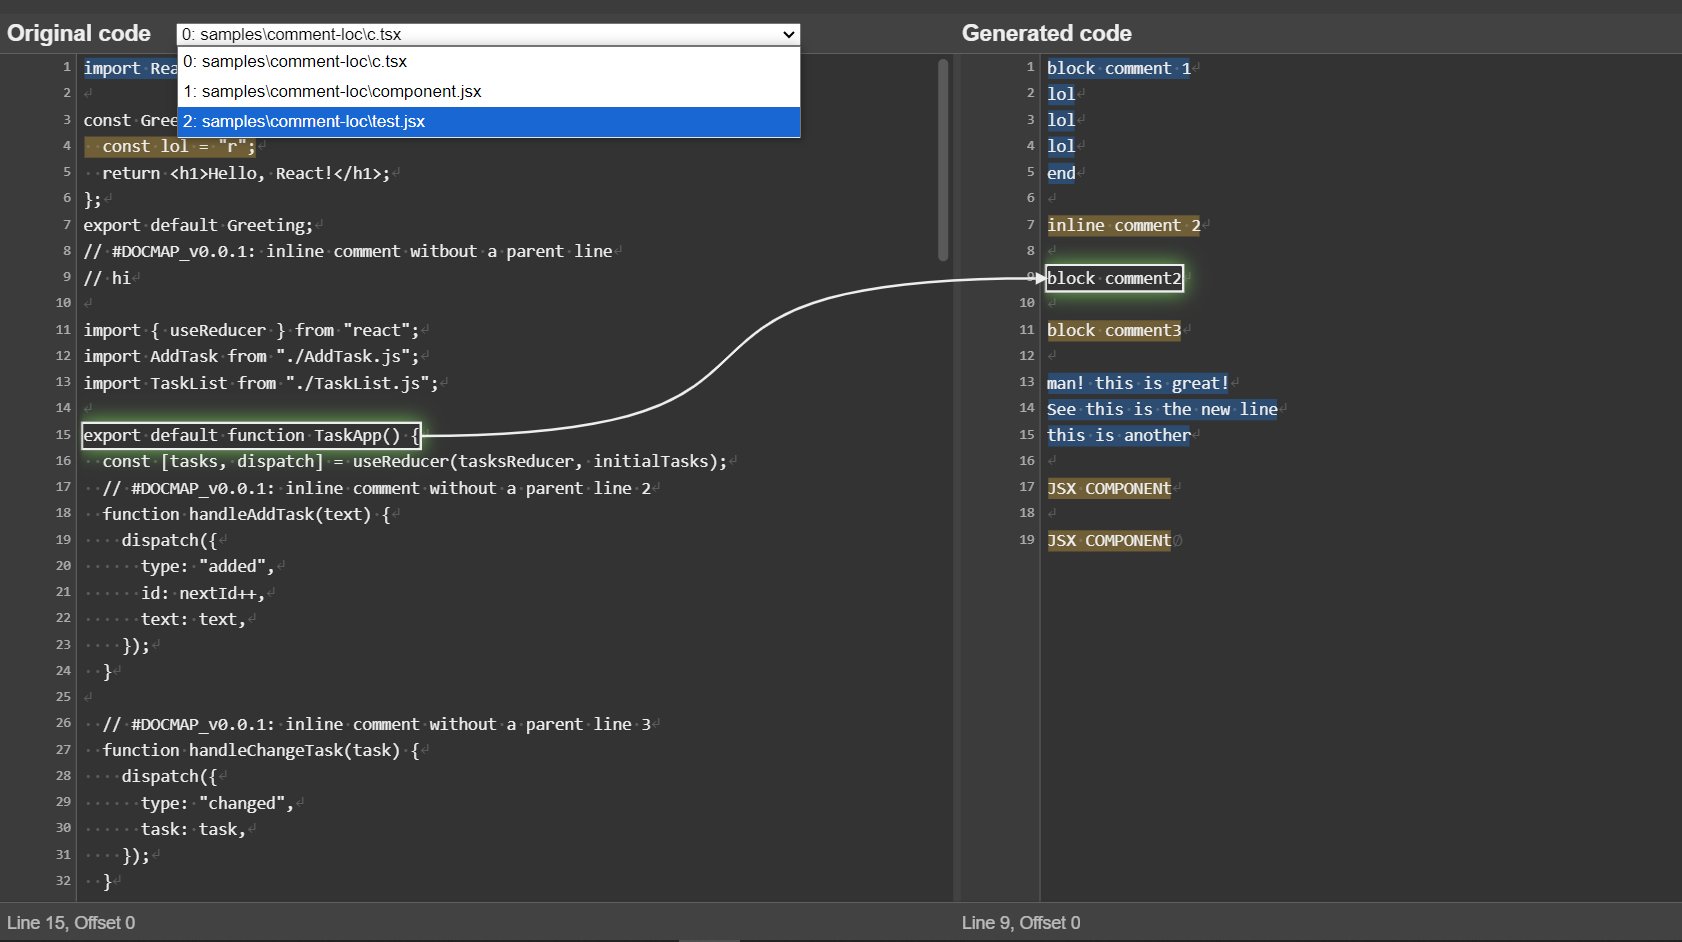 Original code
0: samples\comment-loc\c.tsx
0: samples\comment-loc\c.tsx
1: samples\comment-loc\component.jsx
2: samples\comment-loc\test.jsx
1 import Rea
2
3 const Gree
4   const lol = "r";
5   return <h1>Hello, React!</h1>;
6 };
7 export default Greeting;
8 // #DOCMAP_v0.0.1: inline comment witbout a parent line
9 // hi
10
11 import { useReducer } from "react";
12 import AddTask from "./AddTask.js";
13 import TaskList from "./TaskList.js";
14
15 export default function TaskApp() {
16   const [tasks, dispatch] = useReducer(tasksReducer, initialTasks);
17   // #DOCMAP_v0.0.1: inline comment without a parent line 2
18   function handleAddTask(text) {
19     dispatch({
20       type: "added",
21       id: nextId++,
22       text: text,
23     });
24   }
25
26   // #DOCMAP_v0.0.1: inline comment without a parent line 3
27   function handleChangeTask(task) {
28     dispatch({
29       type: "changed",
30       task: task,
31     });
32   }
Line 15, Offset 0
Generated code
1 block comment 1
2 lol
3 lol
4 lol
5 end
6
7 inline comment 2
8
9 block comment2
10
11 block comment3
12
13 man! this is great!
14 See this is the new line
15 this is another
16
17 JSX COMPONENt
18
19 JSX COMPONENt
Line 9, Offset 0